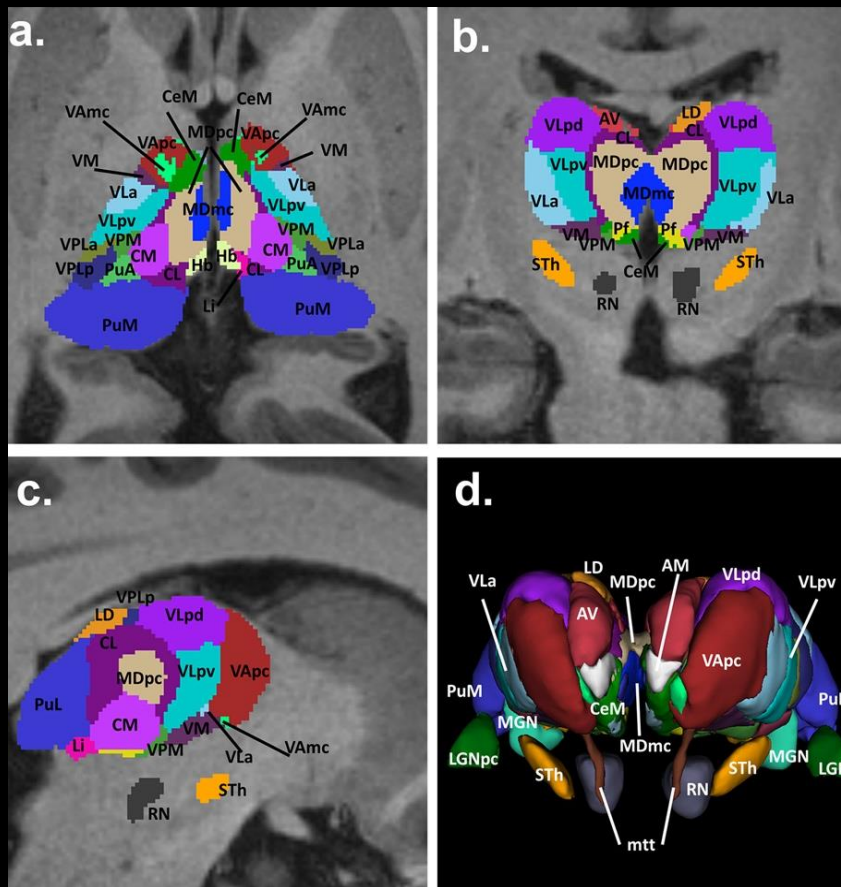 a.
CeM CeM
VAmc VApc MDpc VApc VAmc
VM VM
VLa VLa
MDmc
VLpv VLpv
VPLa VPM CM CM VPM VPLa
VPLp PuA CL Hb Hb CL PuA VPLp
Li
PuM PuM
b.
AV LD
VLpd CL CL VLpd
MDpc MDpc
VLpv MDmc VLpv
VLa VLa
VM Pf Pf VM
VPM VPM
STh CeM STh
RN RN
c.
VPLp
LD VLpd
CL
MDpc VLpv VApc
PuL
CM
VM
Li VPM VAmc
VLa
STh
RN
d.
AM
VLa LD MDpc VLpd VLpv
AV
VApc
PuM CeM Pul
MGN
MDmc MGN
LGNpc STh STh LGN
RN
mtt